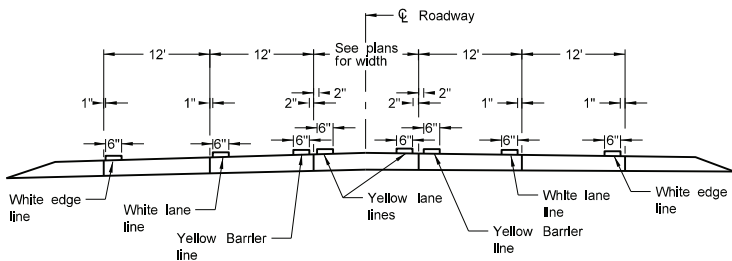 ℄ Roadway
12'
12'
See plans
for width
12'
12'
1"
1"
2"
2"
2"
2"
1"
1"
6"
6"
6"
6"
6"
6"
6"
6"
White edge
line
White lane
line
Yellow Barrier
line
Yellow lane
lines
Yellow Barrier
line
White lane
line
White edge
line